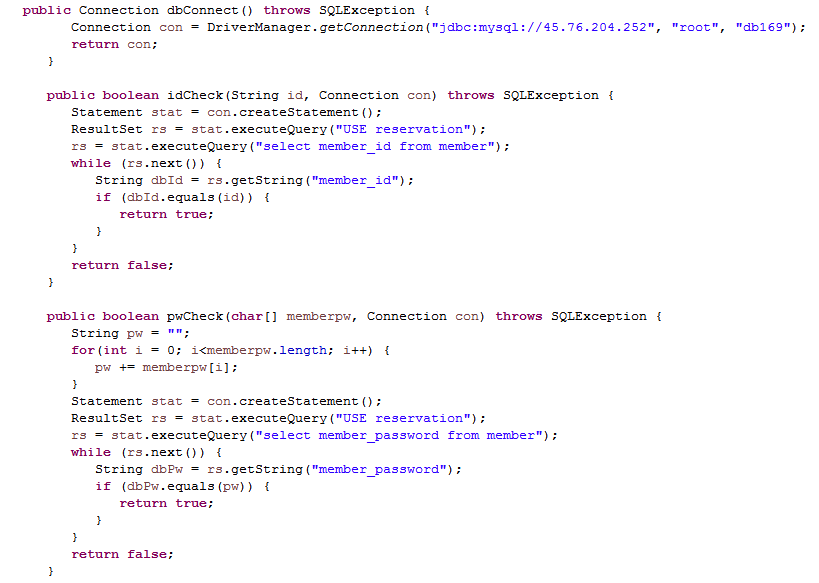 public Connection dbConnect() throws SQLException {
Connection con = DriverManager.getConnection("jdbc:mysql://45.76.204.252", "root", "db169");
return con;
}
public boolean idCheck(String id, Connection con) throws SQLException {
Statement stat = con.createStatement();
ResultSet rs = stat.executeQuery("USE reservation");
rs = stat.executeQuery("select member_id from member");
while (rs.next()) {
String dbId = rs.getString("member_id");
if (dbId.equals(id)) {
return true;
}
}
return false;
}
public boolean pwCheck(char[] memberpw, Connection con) throws SQLException {
String pw = "";
for(int i = 0; i<memberpw.length; i++) {
pw += memberpw[i];
}
Statement stat = con.createStatement();
ResultSet rs = stat.executeQuery("USE reservation");
rs = stat.executeQuery("select member_password from member");
while (rs.next()) {
String dbPw = rs.getString("member_password");
if (dbPw.equals(pw)) {
return true;
}
}
return false;
}